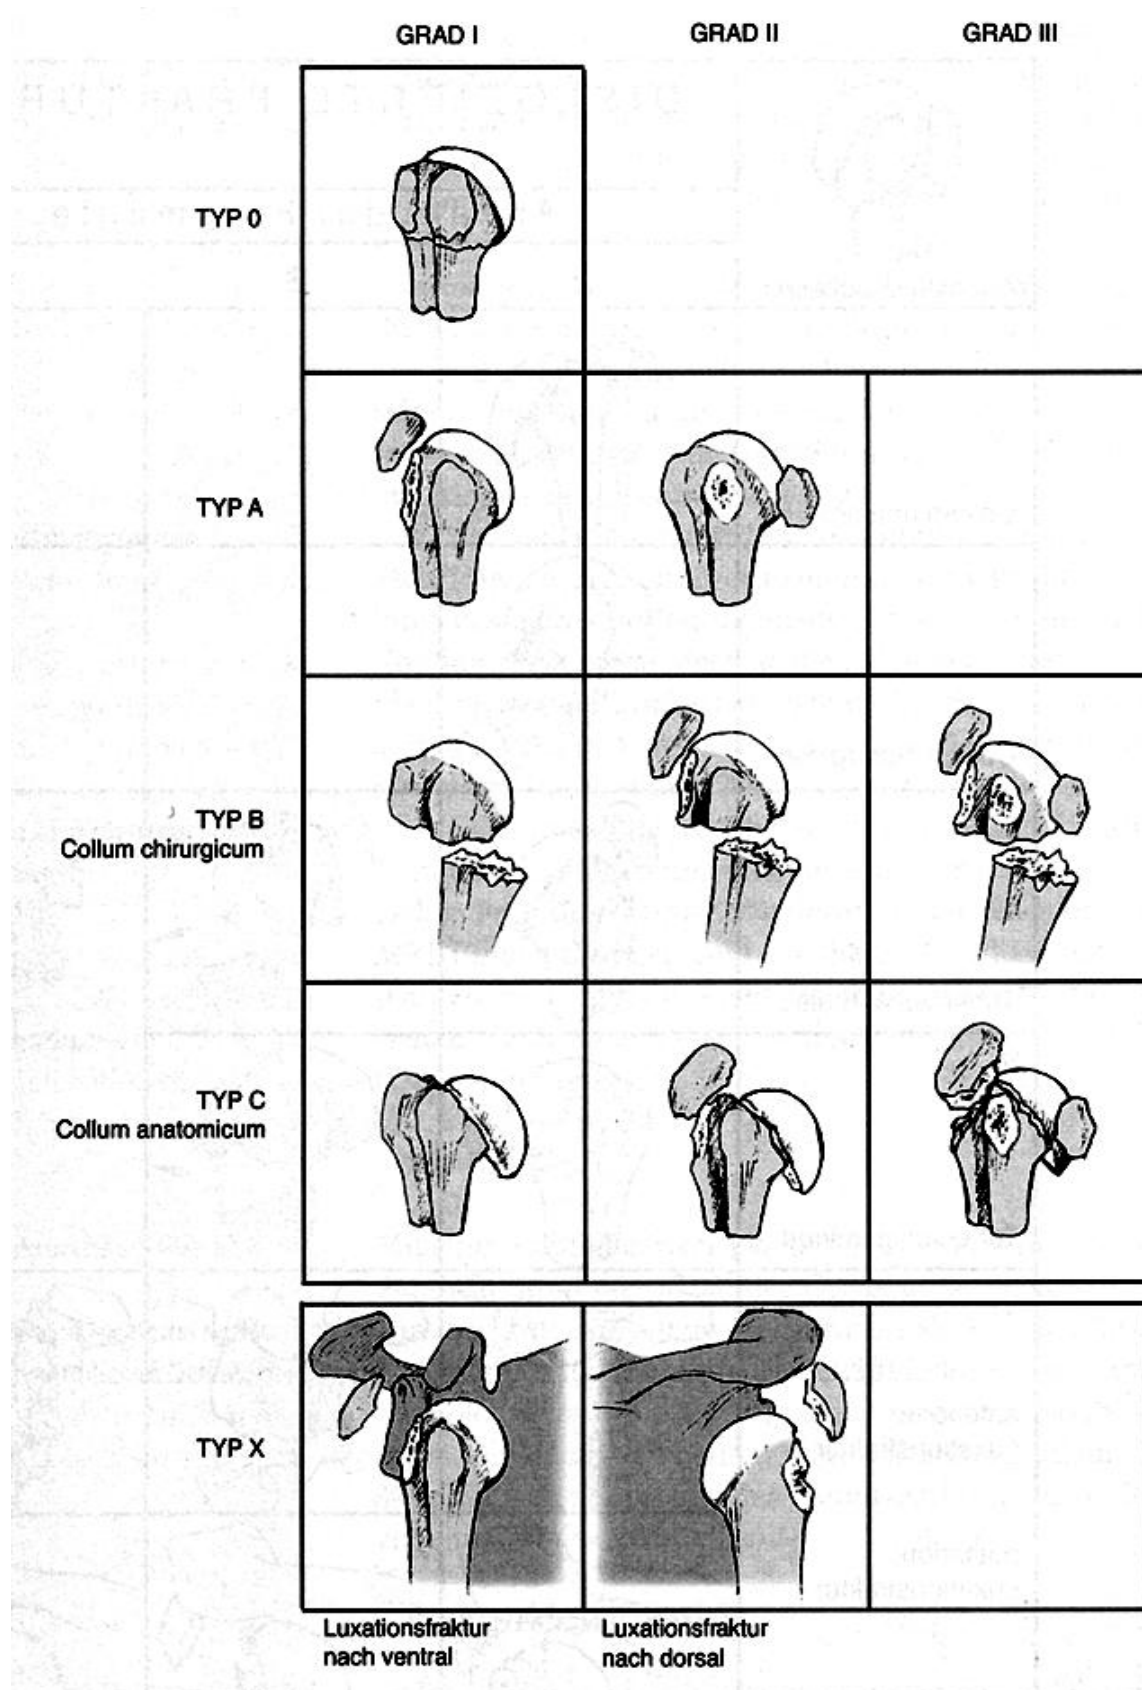 GRAD I GRAD II GRAD III
TYP 0
TYP A
TYP B
Collum chirurgicum
TYP C
Collum anatomicum
TYP X
Luxationsfraktur
nach ventral
Luxationsfraktur
nach dorsal